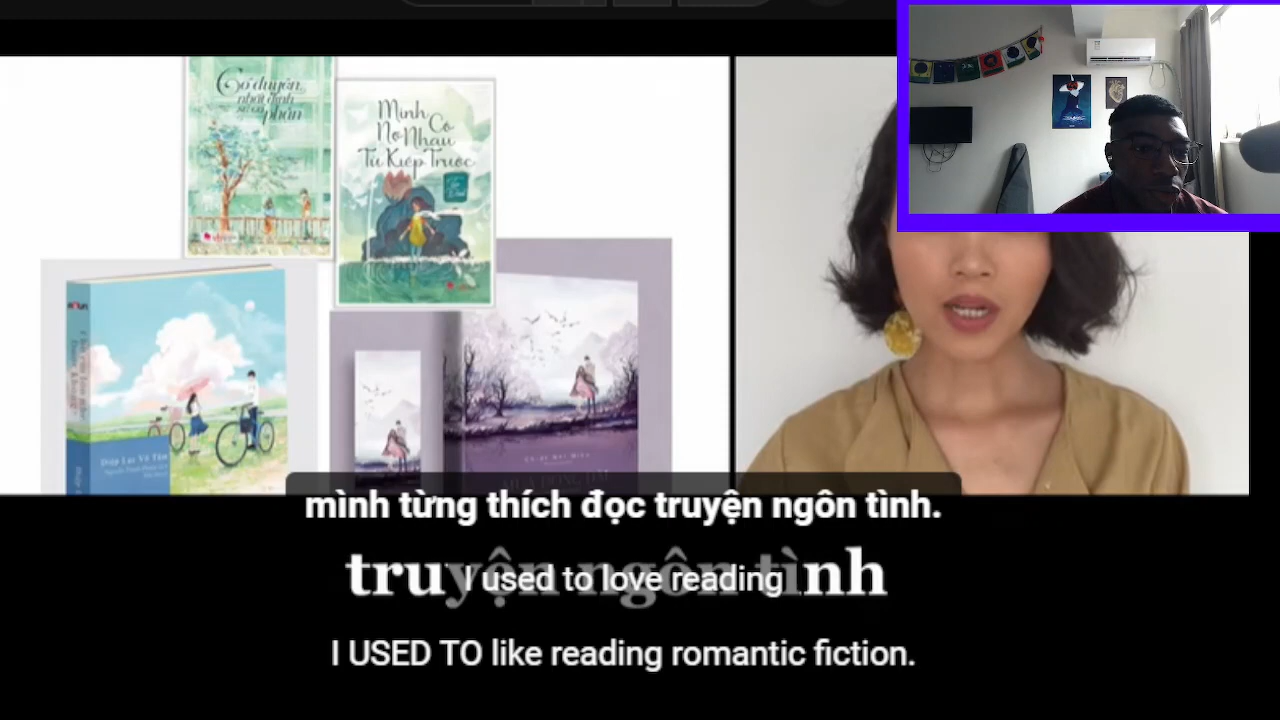 Có duyên
nhất định
sẽ có phận
Mình Có
Nợ Nhau
Từ Kiếp Trước
Diệp Lạc Vô Tâm
mình từng thích đọc truyện ngôn tình.
truyện ngôn tình
I used to love reading
I USED TO like reading romantic fiction.